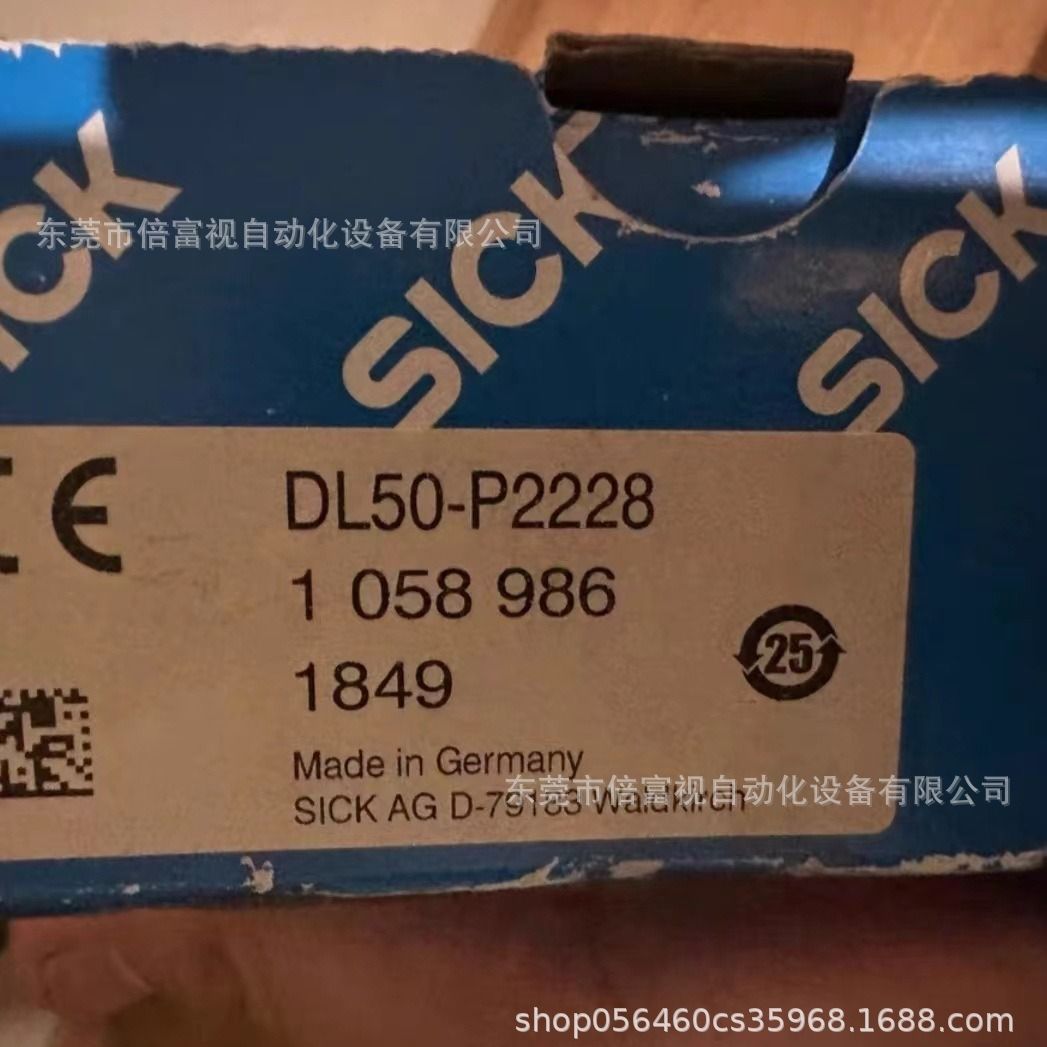 SICK
SICK
SICK
东莞市倍富视自动化设备有限公司
CE
DL50-P2228
1 058 986
1849
25
Made in Germany
SICK AG D-79183 Waldkirch
东莞市倍富视自动化设备有限公司
shop056460cs35968.1688.com